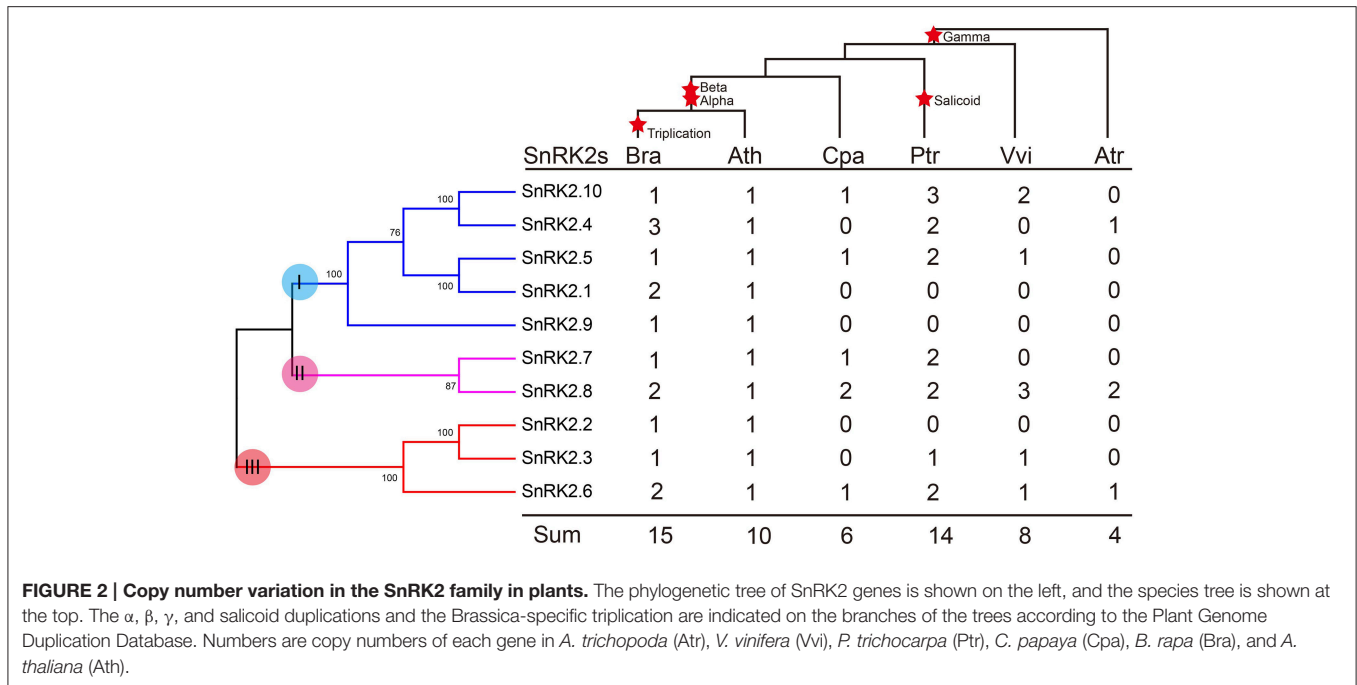 Gamma
Beta
Alpha
Salicoid
Triplication
SnRK2s Bra Ath Cpa Ptr Vvi Atr
SnRK2.10 1 1 1 3 2 0
100
SnRK2.4 3 1 0 2 0 1
76
SnRK2.5 1 1 1 2 1 0
100
I
100
SnRK2.1 2 1 0 0 0 0
SnRK2.9 1 1 0 0 0 0
SnRK2.7 1 1 1 2 0 0
II
87
SnRK2.8 2 1 2 2 3 2
SnRK2.2 1 1 0 0 0 0
100
SnRK2.3 1 1 0 1 1 0
III
100
SnRK2.6 2 1 1 2 1 1
Sum 15 10 6 14 8 4
FIGURE 2 | Copy number variation in the SnRK2 family in plants. The phylogenetic tree of SnRK2 genes is shown on the left, and the species tree is shown at
the top. The α, β, γ, and salicoid duplications and the Brassica-specific triplication are indicated on the branches of the trees according to the Plant Genome
Duplication Database. Numbers are copy numbers of each gene in A. trichopoda (Atr), V. vinifera (Vvi), P. trichocarpa (Ptr), C. papaya (Cpa), B. rapa (Bra), and A.
thaliana (Ath).